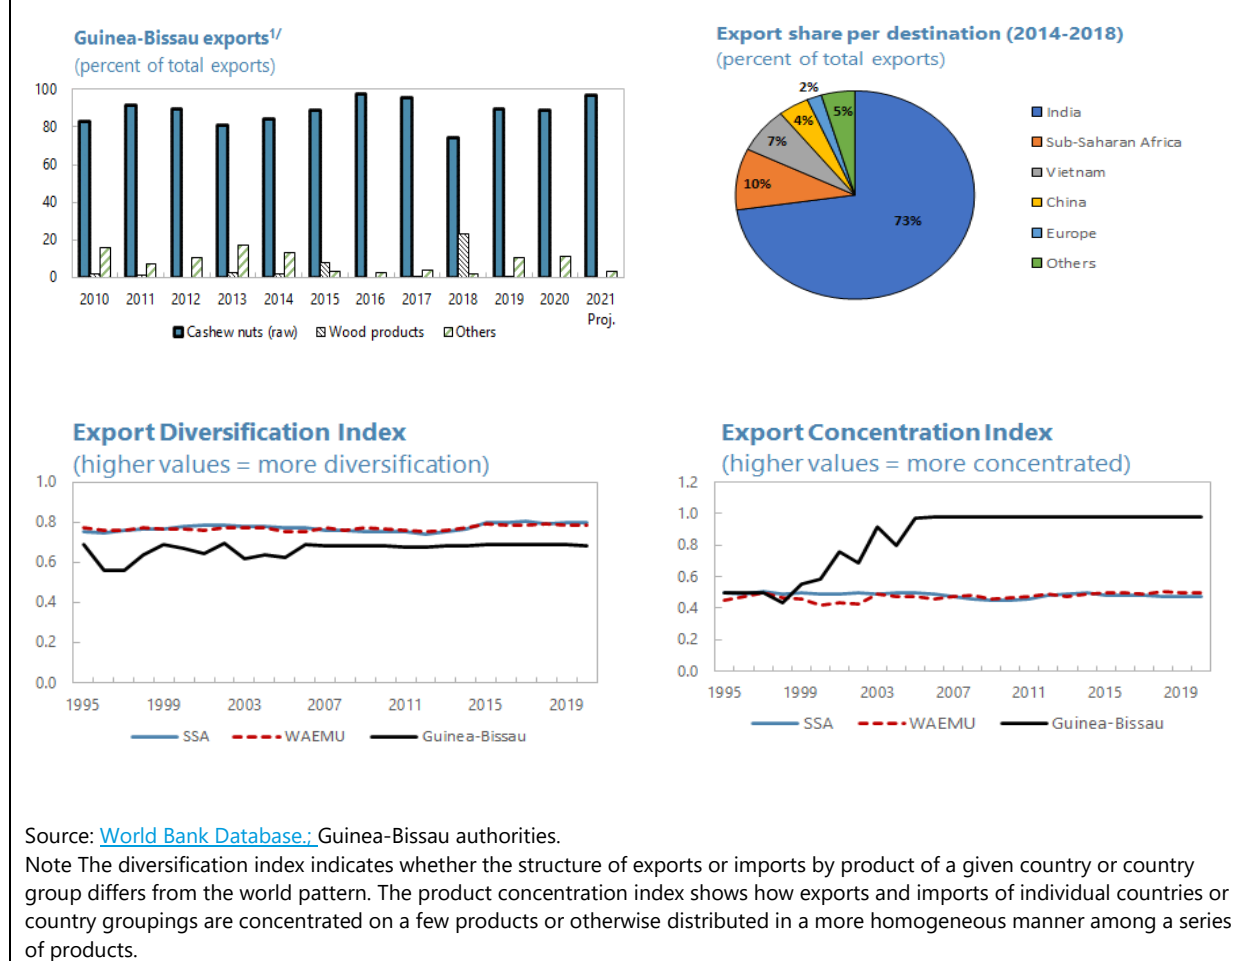 Guinea-Bissau exports1/
(percent of total exports)
100
80
60
40
20
0
2010 2011 2012 2013 2014 2015 2016 2017 2018 2019 2020 2021
Proj.
Cashew nuts (raw) Wood products Others
Export share per destination (2014-2018)
(percent of total exports)
2%
5%
4%
7%
10%
73%
India
Sub-Saharan Africa
Vietnam
China
Europe
Others
Export Diversification Index
(higher values = more diversification)
1.0
0.8
0.6
0.4
0.2
0.0
1995 1999 2003 2007 2011 2015 2019
SSA WAEMU Guinea-Bissau
Export Concentration Index
(higher values = more concentrated)
1.2
1.0
0.8
0.6
0.4
0.2
0.0
1995 1999 2003 2007 2011 2015 2019
SSA WAEMU Guinea-Bissau
Source: World Bank Database.; Guinea-Bissau authorities.
Note The diversification index indicates whether the structure of exports or imports by product of a given country or country
group differs from the world pattern. The product concentration index shows how exports and imports of individual countries or
country groupings are concentrated on a few products or otherwise distributed in a more homogeneous manner among a series
of products.